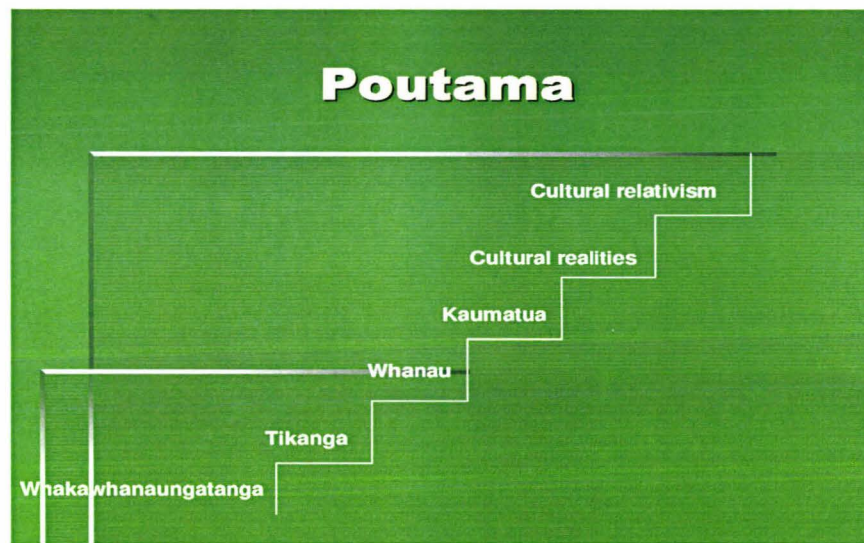 Poutama
Cultural relativism
Cultural realities
Kaumatua
Whanau
Tikanga
Whakawhanaungatanga